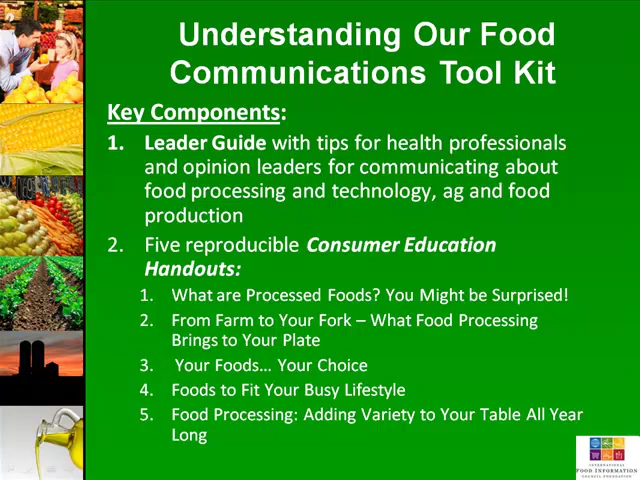 Understanding Our Food
Communications Tool Kit
Key Components:
1. Leader Guide with tips for health professionals
and opinion leaders for communicating about
food processing and technology, ag and food
production
2. Five reproducible Consumer Education
Handouts:
1. What are Processed Foods? You Might be Surprised!
2. From Farm to Your Fork – What Food Processing
Brings to Your Plate
3. Your Foods… Your Choice
4. Foods to Fit Your Busy Lifestyle
5. Food Processing: Adding Variety to Your Table All Year
Long
INTERNATIONAL
FOOD INFORMATION
COUNCIL FOUNDATION